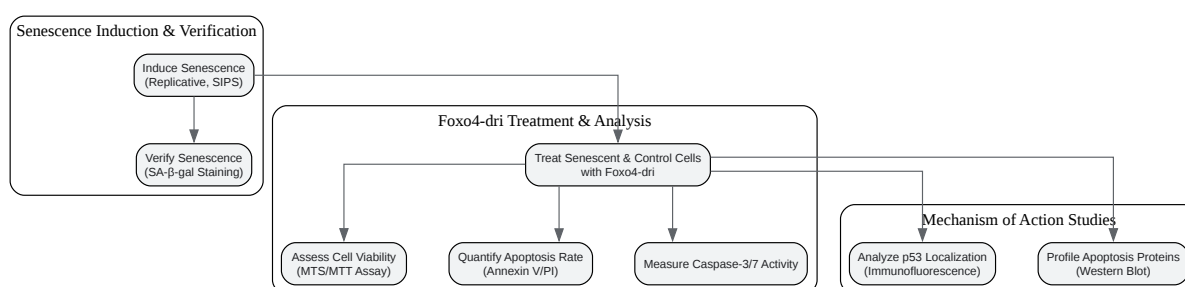 Senescence Induction & Verification
Induce Senescence
(Replicative, SIPS)
Verify Senescence
(SA-β-gal Staining)
Foxo4-dri Treatment & Analysis
Treat Senescent & Control Cells
with Foxo4-dri
Assess Cell Viability
(MTS/MTT Assay)
Quantify Apoptosis Rate
(Annexin V/PI)
Measure Caspase-3/7 Activity
Mechanism of Action Studies
Analyze p53 Localization
(Immunofluorescence)
Profile Apoptosis Proteins
(Western Blot)